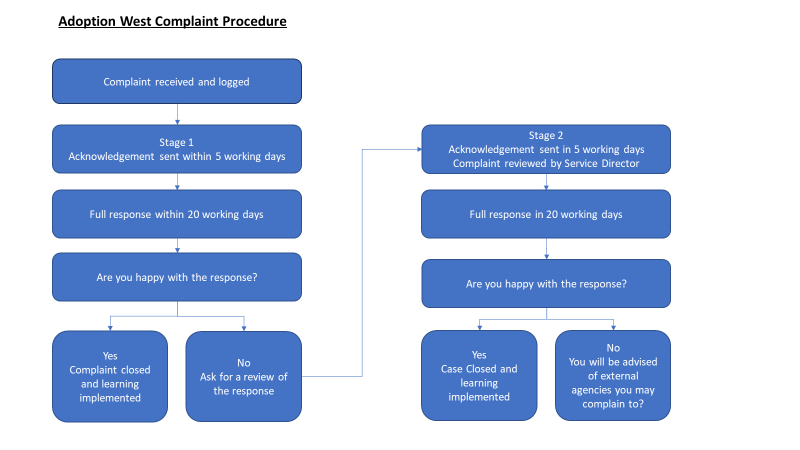 Adoption West Complaint Procedure
Complaint received and logged
Stage 1
Acknowledgement sent within 5 working days
Full response within 20 working days
Are you happy with the response?
Yes
Complaint closed
and learning
implemented
No
Ask for a review of
the response
Stage 2
Acknowledgement sent in 5 working days
Complaint reviewed by Service Director
Full response in 20 working days
Are you happy with the response?
Yes
Case Closed and
learning
implemented
No
You will be advised
of external
agencies you may
complain to?